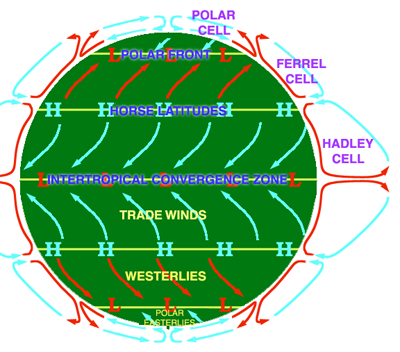 POLAR
CELL
L L L
POLAR FRONT
FERREL
CELL
H H H H
HORSE LATITUDES
HADLEY
CELL
L L L L L
INTERTROPICAL CONVERGENCE ZONE
TRADE WINDS
H H H H
WESTERLIES
L L L
POLAR
EASTERLIES